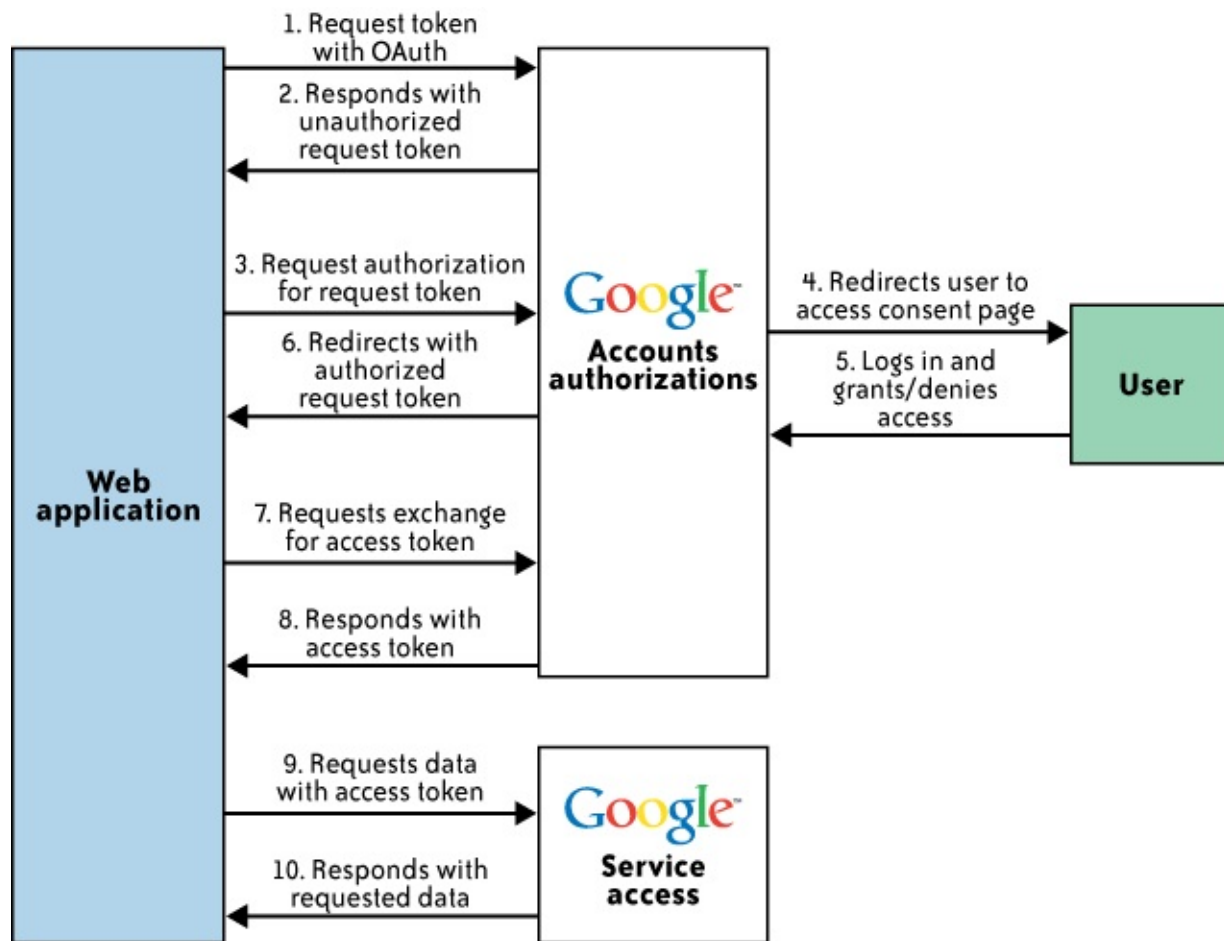 1. Request token
with OAuth
2. Responds with
unauthorized
request token
3. Request authorization
for request token
4. Redirects user to
access consent page
5. Logs in and
grants/denies
access
6. Redirects with
authorized
request token
Google™
Accounts
authorizations
User
Web
application
7. Requests exchange
for access token
8. Responds with
access token
9. Requests data
with access token
Google™
Service
access
10. Responds with
requested data